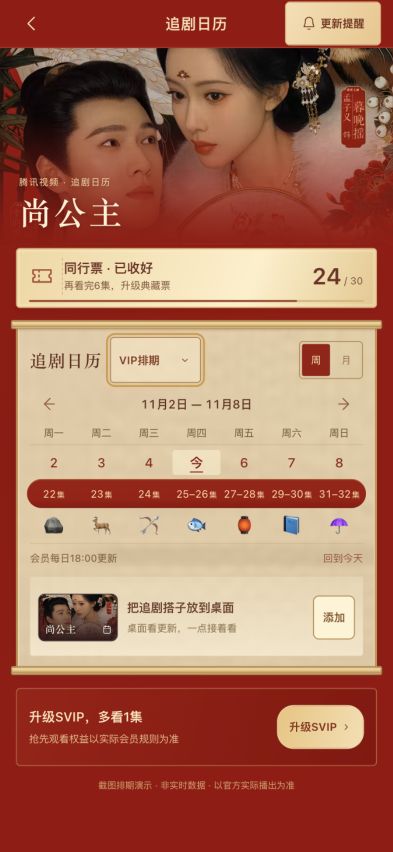 追剧日历
更新提醒
孟子义 饰
暮晚摇
腾讯视频 · 追剧日历
尚公主
同行票 · 已收好
再看完6集，升级典藏票
24 / 30
追剧日历
VIP排期
周
月
11月2日 — 11月8日
周一 周二 周三 周四 周五 周六 周日
2 3 4 今 6 7 8
22集 23集 24集 25–26集 27–28集 29–30集 31–32集
会员每日18:00更新
回到今天
尚公主
把追剧搭子放到桌面
桌面看更新，一点接着看
添加
升级SVIP，多看1集
抢先观看权益以实际会员规则为准
升级SVIP
截图排期演示 · 非实时数据 · 以官方实际播出为准